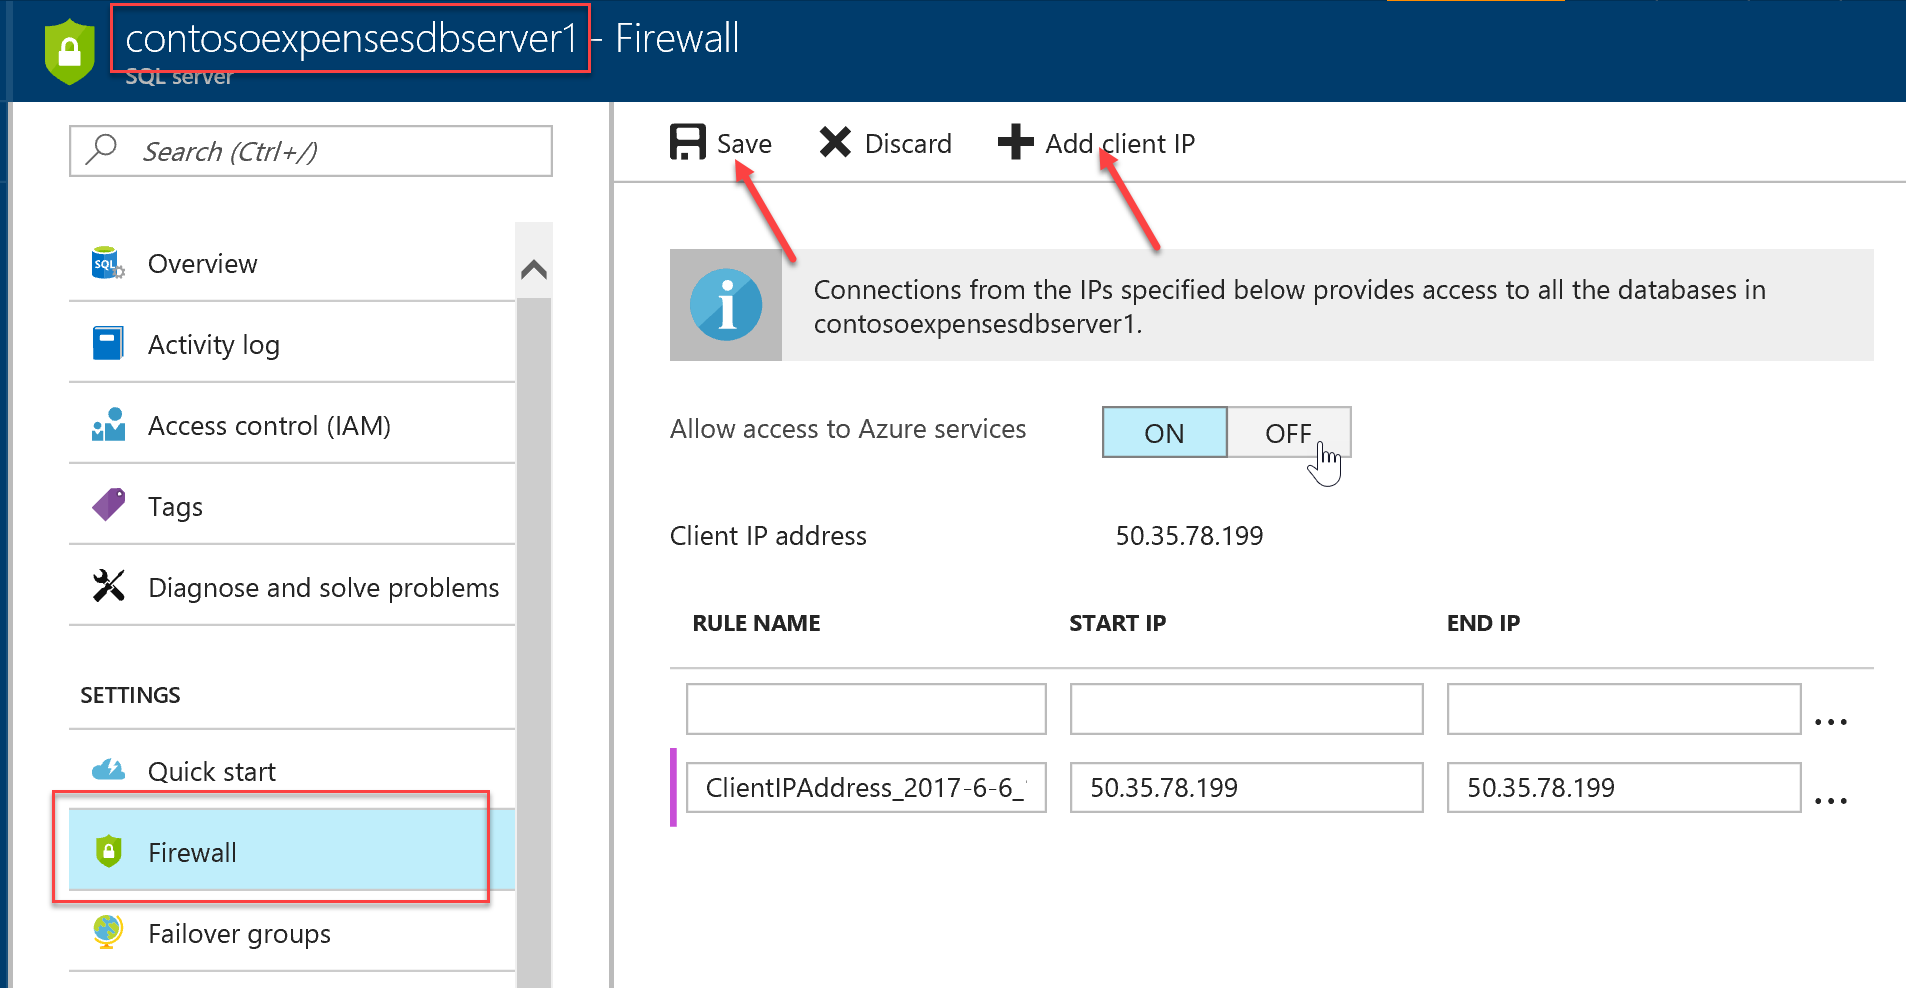 contosoexpensesdbserver1 - Firewall
SQL server
Search (Ctrl+/)
Save
Discard
Add client IP
SQL
Overview
Activity log
Access control (IAM)
Tags
Diagnose and solve problems
SETTINGS
Quick start
Firewall
Failover groups
Connections from the IPs specified below provides access to all the databases in
contosoexpensesdbserver1.
Allow access to Azure services
ON
OFF
Client IP address
50.35.78.199
RULE NAME
START IP
END IP
...
ClientIPAddress_2017-6-6_
50.35.78.199
50.35.78.199
...